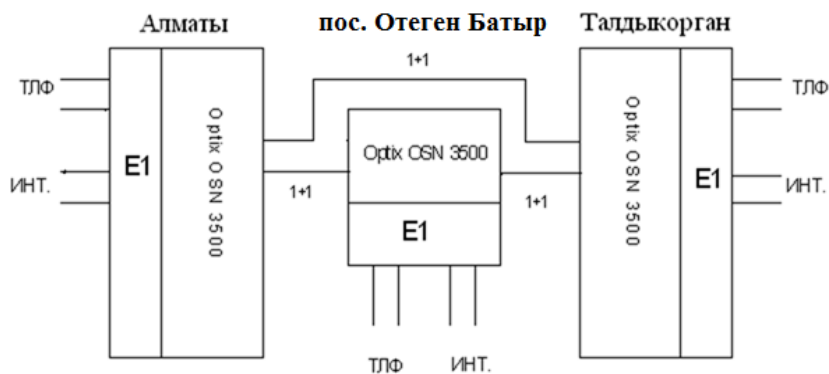 Алматы
пос. Отеген Батыр
Талдыкорган
1+1
ТЛФ
ИНТ.
E1
Optix OSN 3500
1+1
Optix OSN 3500
E1
1+1
Optix OSN 3500
E1
ТЛФ
ИНТ.
ТЛФ
ИНТ.